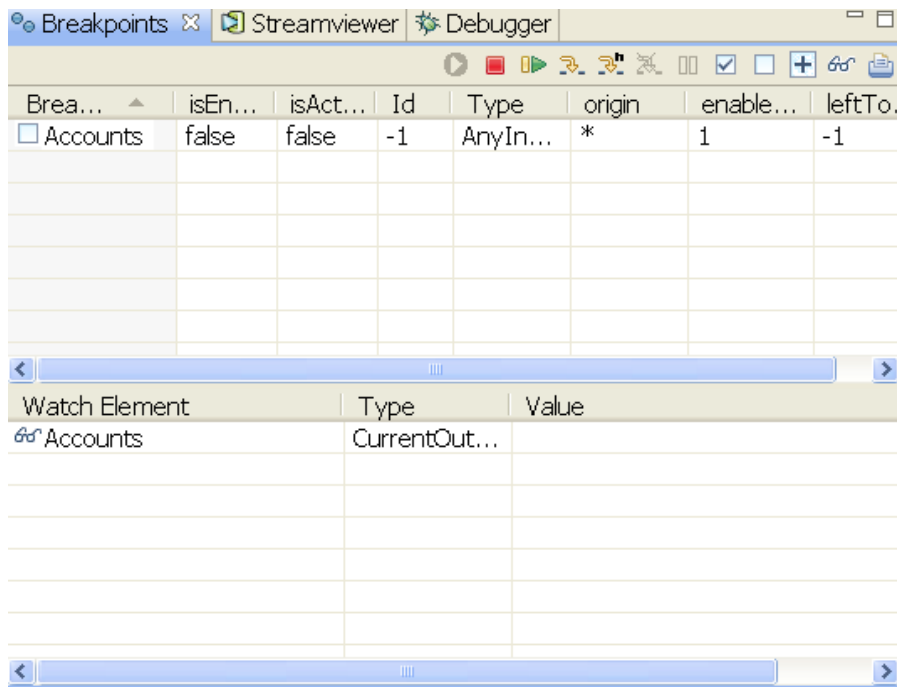 Breakpoints Streamviewer Debugger
Brea... isEn... isAct... Id Type origin enable... leftTo.
Accounts false false -1 AnyIn... * 1 -1
Watch Element Type Value
Accounts CurrentOut...